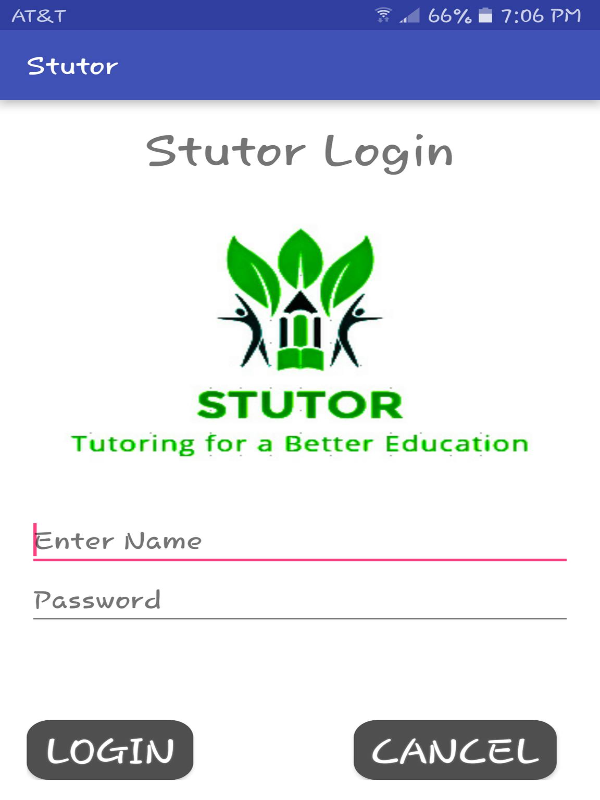 AT&T 66% 7:06 PM
Stutor
Stutor Login
STUTOR
Tutoring for a Better Education
Enter Name
Password
LOGIN CANCEL